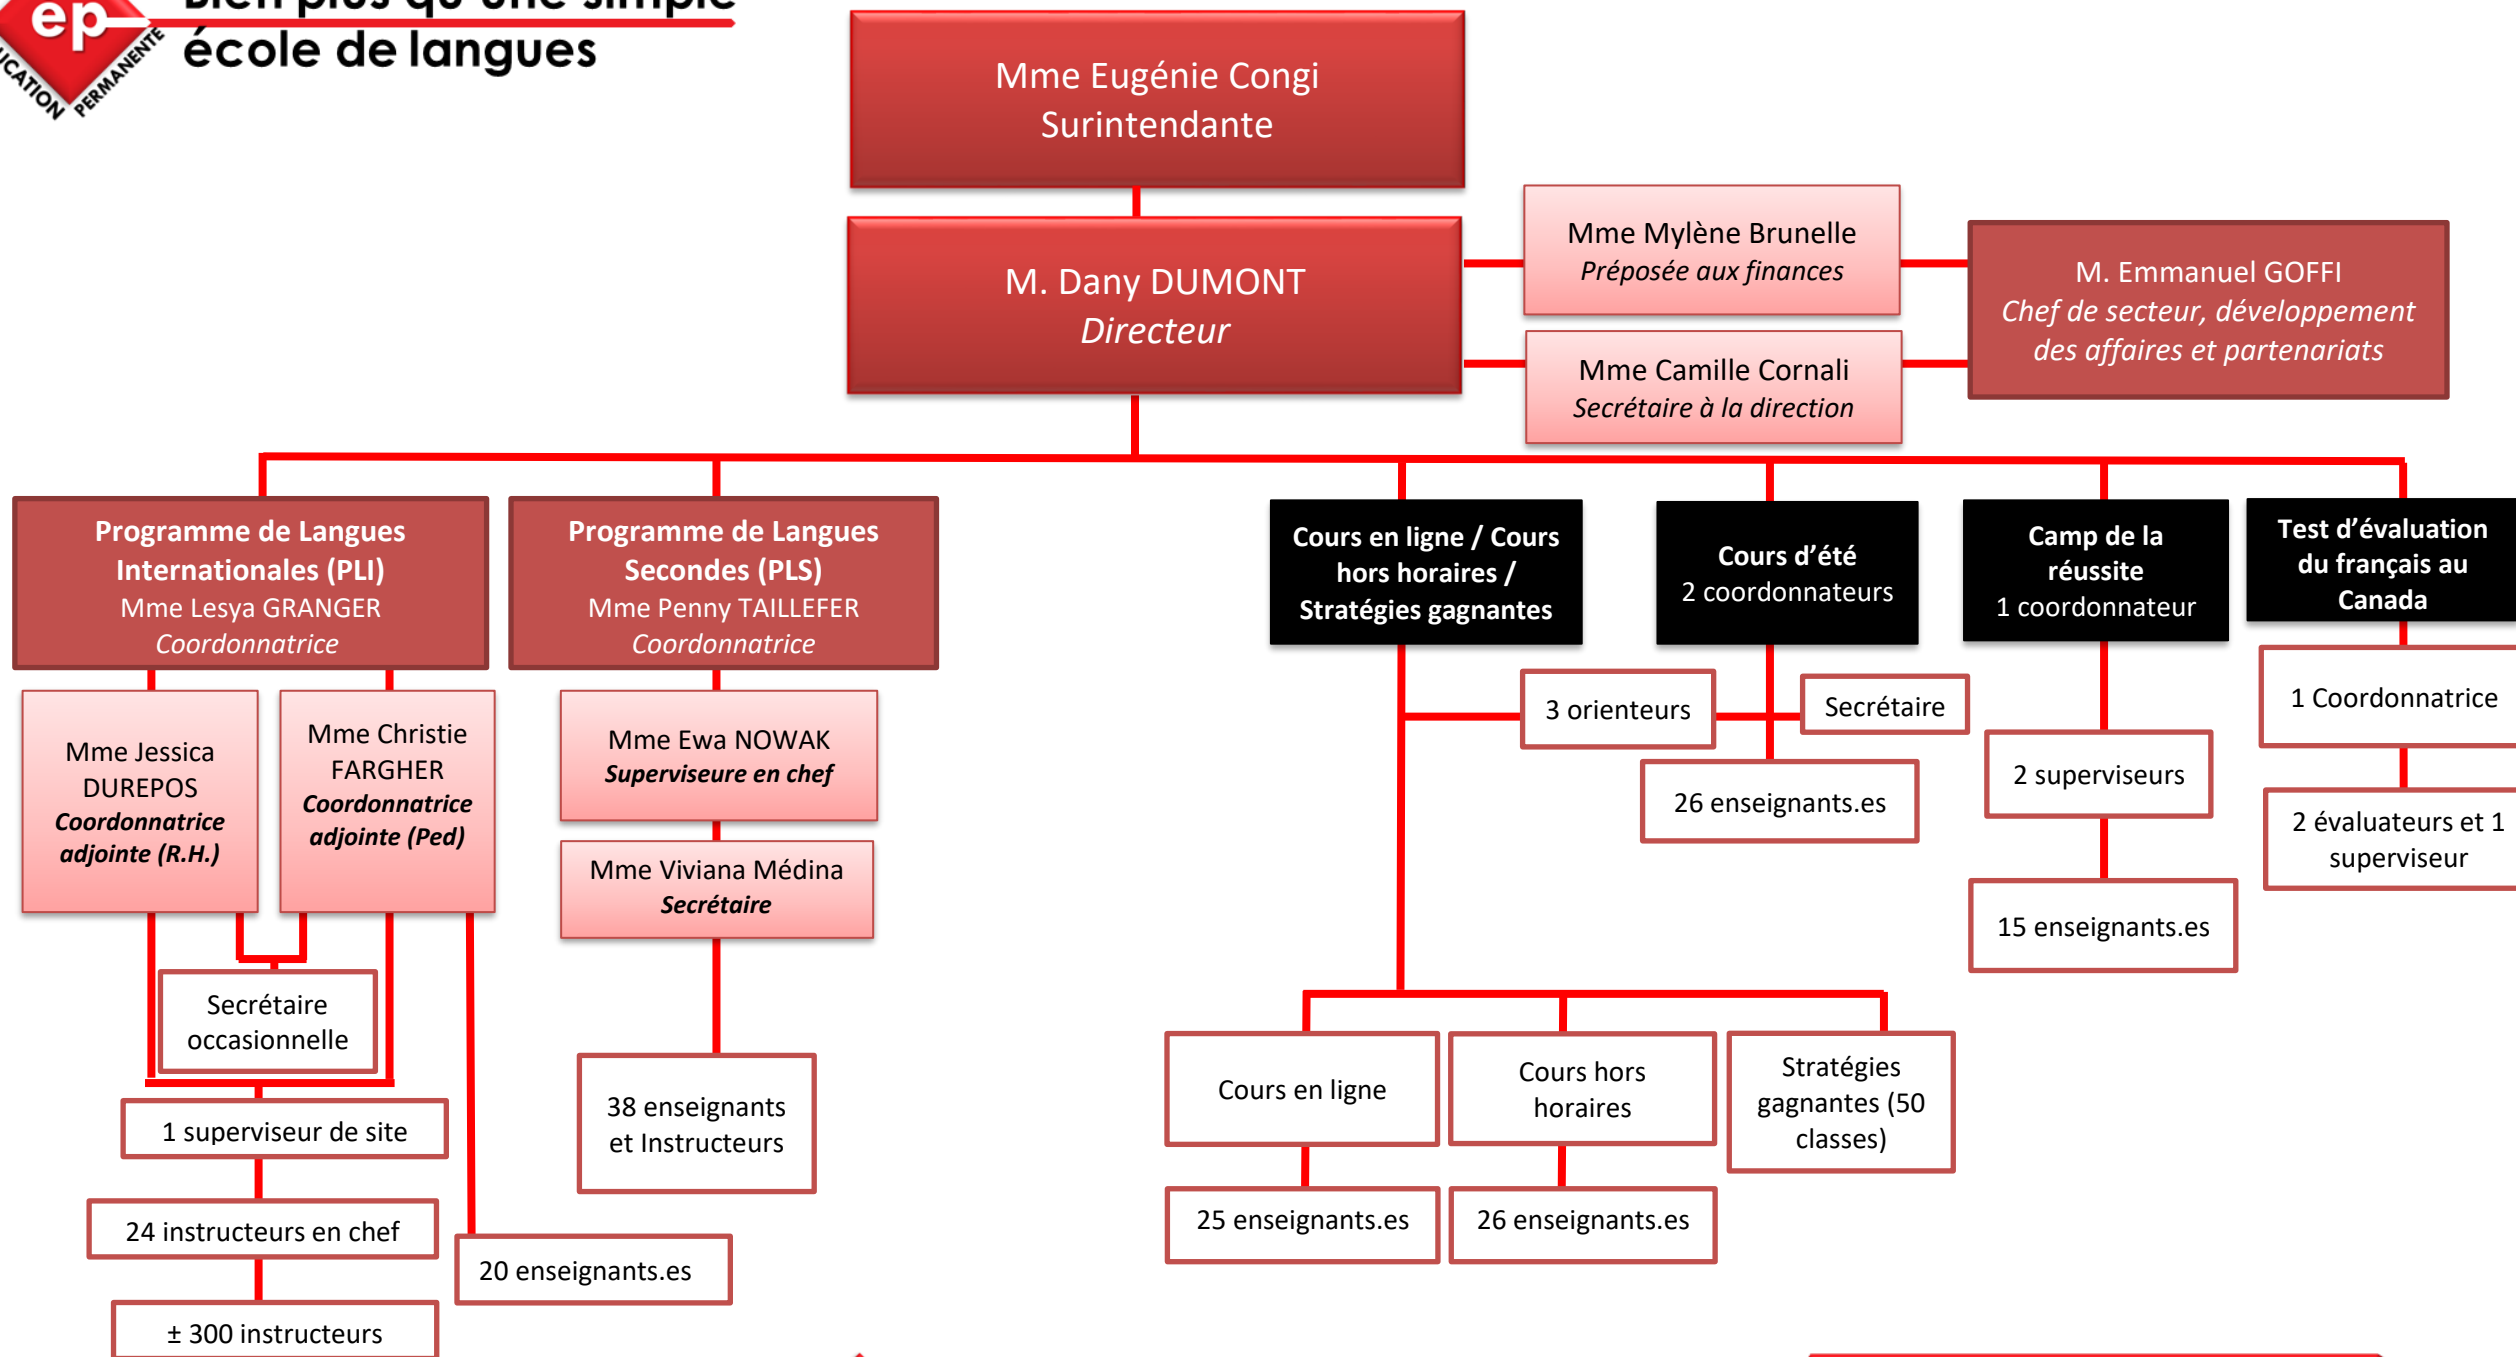 Bien plus qu'une simple
école de langues
ep
PERMANENTE
Mme Eugénie Congi
Surintendante
M. Dany DUMONT
Directeur
Mme Mylène Brunelle
Préposée aux finances
Mme Camille Cornali
Secrétaire à la direction
M. Emmanuel GOFFI
Chef de secteur, développement
des affaires et partenariats
Programme de Langues
Internationales (PLI)
Mme Lesya GRANGER
Coordonnatrice
Programme de Langues
Secondes (PLS)
Mme Penny TAILLEFER
Coordonnatrice
Cours en ligne / Cours
hors horaires /
Stratégies gagnantes
Cours d’été
2 coordonnateurs
Camp de la
réussite
1 coordonnateur
Test d’évaluation
du français au
Canada
Mme Jessica
DUREPOS
Coordonnatrice
adjointe (R.H.)
Mme Christie
FARGHER
Coordonnatrice
adjointe (Ped)
Mme Ewa NOWAK
Superviseure en chef
Mme Viviana Médina
Secrétaire
3 orienteurs
Secrétaire
26 enseignants.es
2 superviseurs
15 enseignants.es
1 Coordonnatrice
2 évaluateurs et 1
superviseur
Secrétaire
occasionnelle
1 superviseur de site
24 instructeurs en chef
± 300 instructeurs
20 enseignants.es
38 enseignants
et Instructeurs
Cours en ligne
Cours hors
horaires
Stratégies
gagnantes (50
classes)
25 enseignants.es
26 enseignants.es